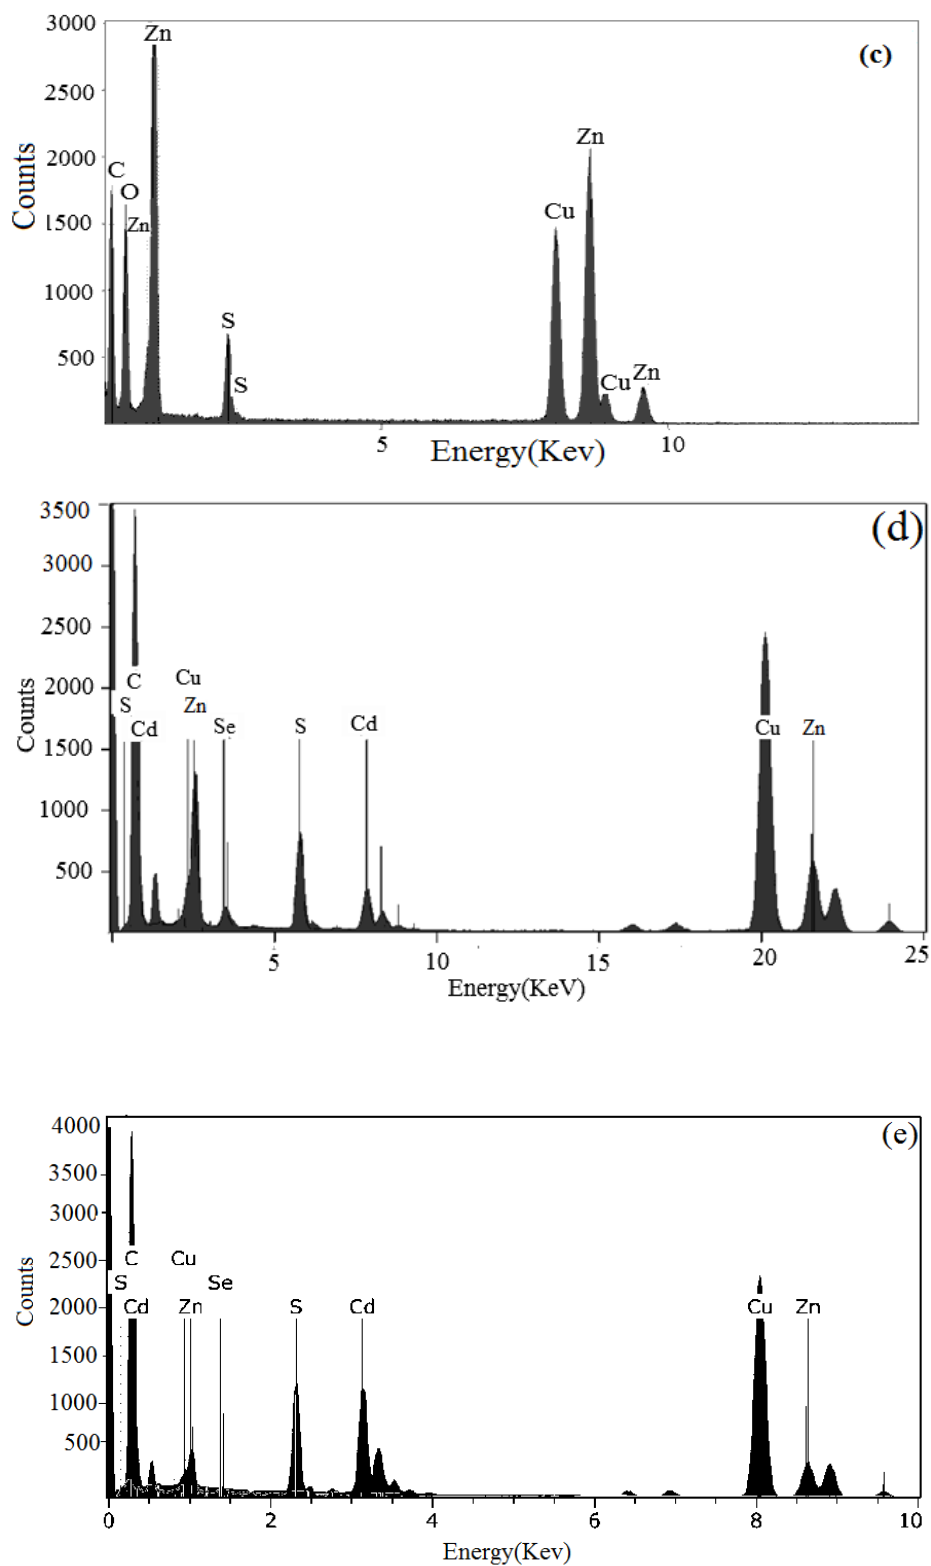 3000
Zn
(c)
2500
Zn
2000
C
O
Cu
1500
Zn
1000
S
500
S
Cu
Zn
Counts
5
10
Energy(Kev)
3500
(d)
3000
2500
C
Cu
2000
S
Zn
Cd
Se
S
Cd
Cu
Zn
1500
1000
500
Counts
5
10
15
20
25
Energy(KeV)
4000
(e)
3500
3000
C
Cu
2500
S
Se
2000
Cd
Zn
S
Cd
Cu
Zn
1500
1000
500
Counts
0
2
4
6
8
10
Energy(Kev)